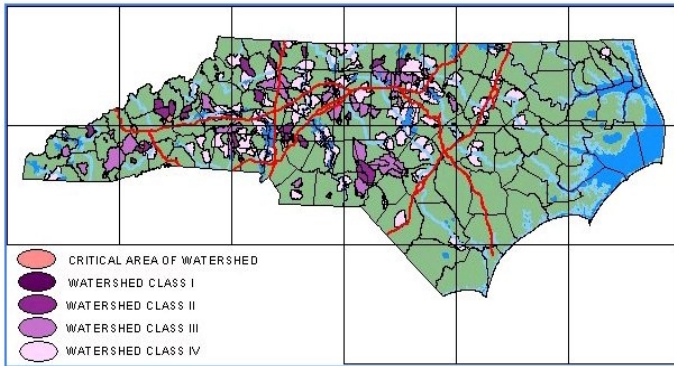 CRITICAL AREA OF WATERSHED
WATERSHED CLASS I
WATERSHED CLASS II
WATERSHED CLASS III
WATERSHED CLASS IV